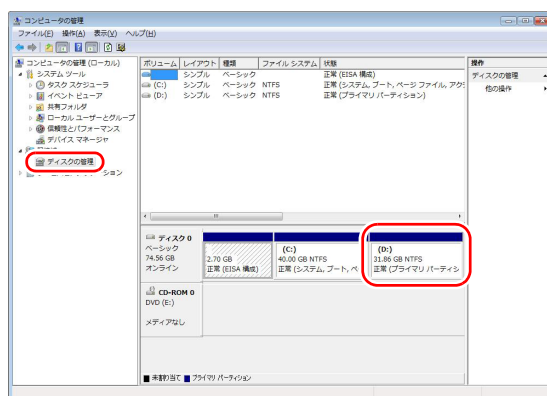 コンピュータの管理
ファイル(F) 操作(A) 表示(V) ヘルプ(H)
コンピュータの管理 (ローカル)
システム ツール
タスク スケジューラ
イベント ビューア
共有フォルダ
ローカル ユーザーとグループ
信頼性とパフォーマンス
デバイス マネージャ
ディスクの管理
ボリューム レイアウト 種類 ファイル システム 状態
シンプル ベーシック 正常 (EISA 構成)
(C:) シンプル ベーシック NTFS 正常 (システム, ブート, ページ ファイル, アク
(D:) シンプル ベーシック NTFS 正常 (プライマリ パーティション)
操作
ディスクの管理
他の操作
ディスク 0
ベーシック
74.56 GB
オンライン
2.70 GB
正常 (EISA 構成)
(C:)
40.00 GB NTFS
正常 (システム, ブート, ペ
(D:)
31.86 GB NTFS
正常 (プライマリ パーティシ
CD-ROM 0
DVD (E:)
メディアなし
未割り当て プライマリ パーティション